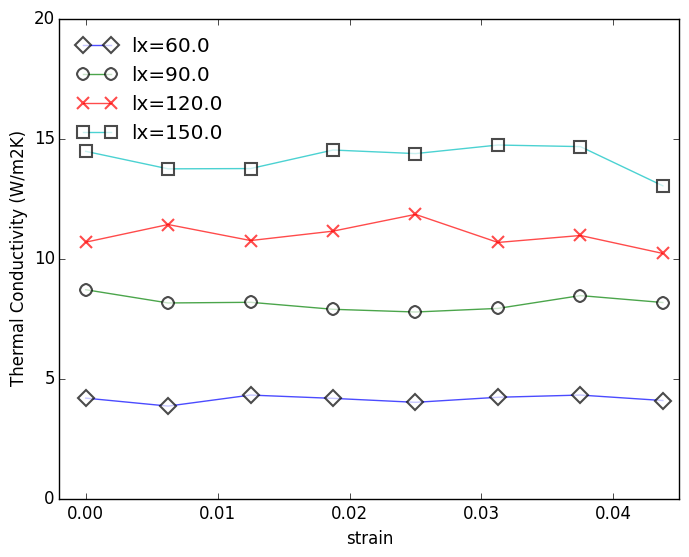 20
15
10
5
0
Thermal Conductivity (W/m2K)
lx=60.0
lx=90.0
lx=120.0
lx=150.0
0.00 0.01 0.02 0.03 0.04
strain